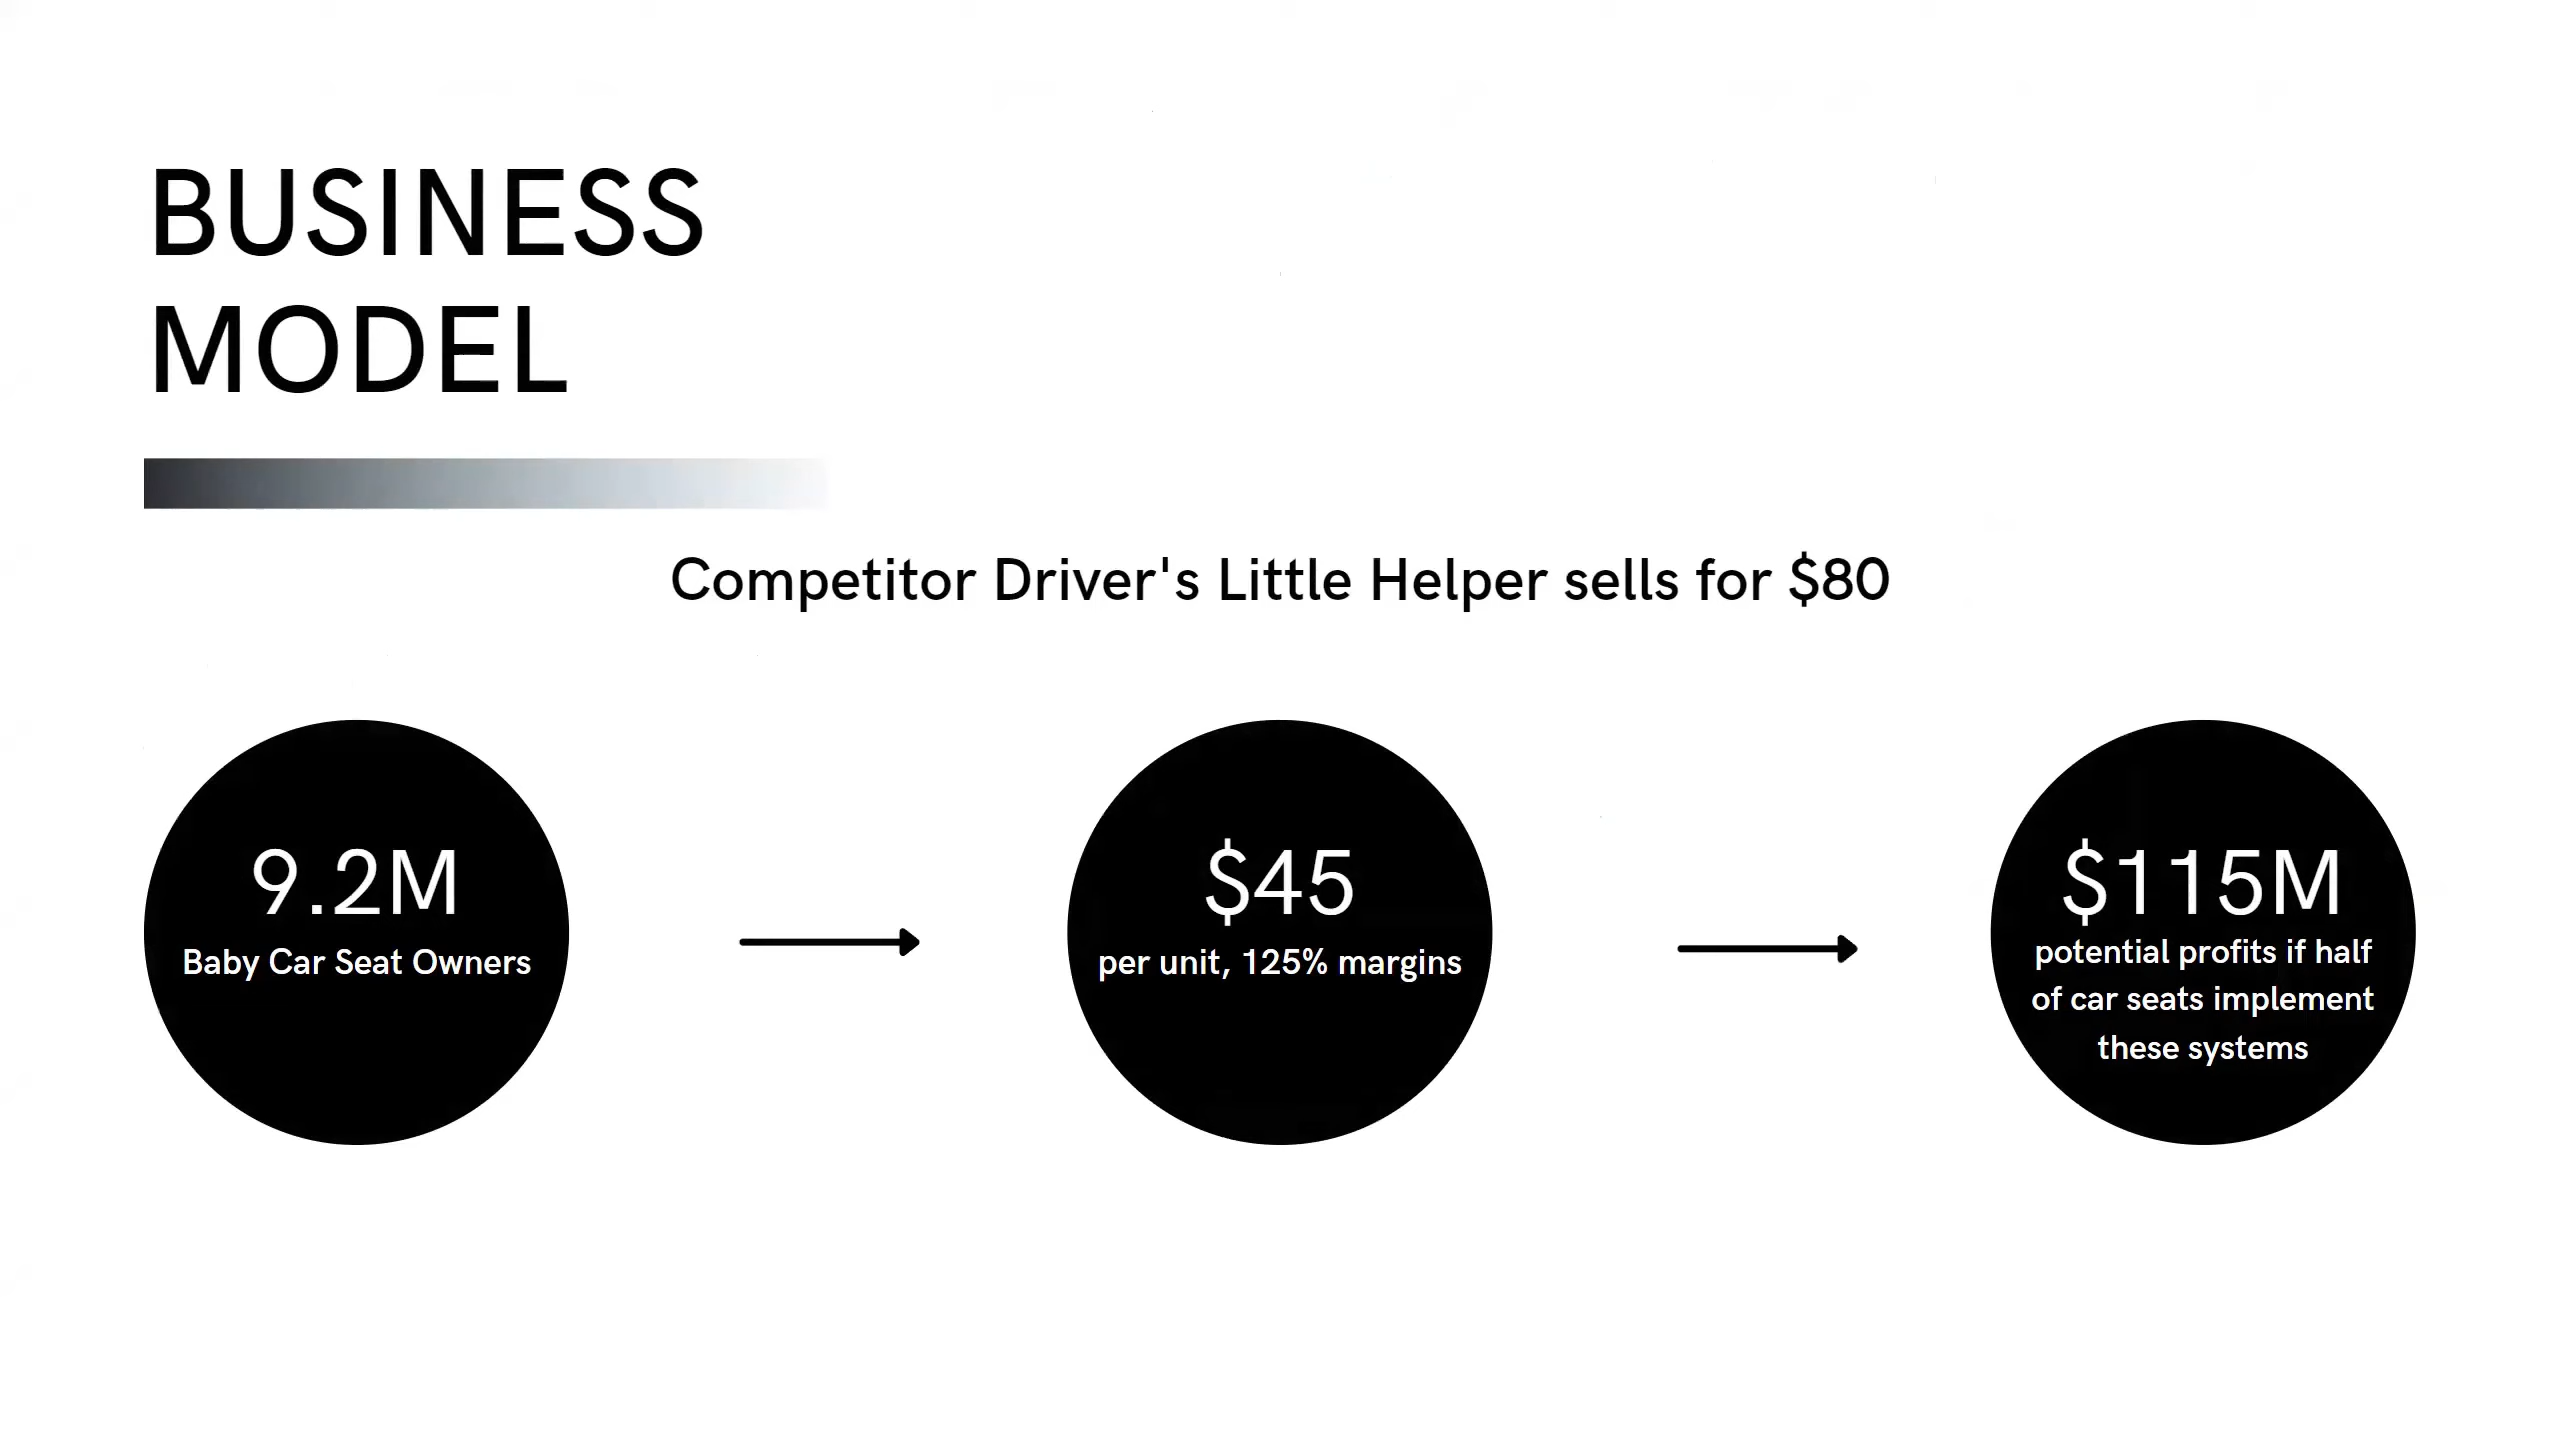 BUSINESS
MODEL
Competitor Driver's Little Helper sells for $80
9.2M
Baby Car Seat Owners
$45
per unit, 125% margins
$115M
potential profits if half
of car seats implement
these systems